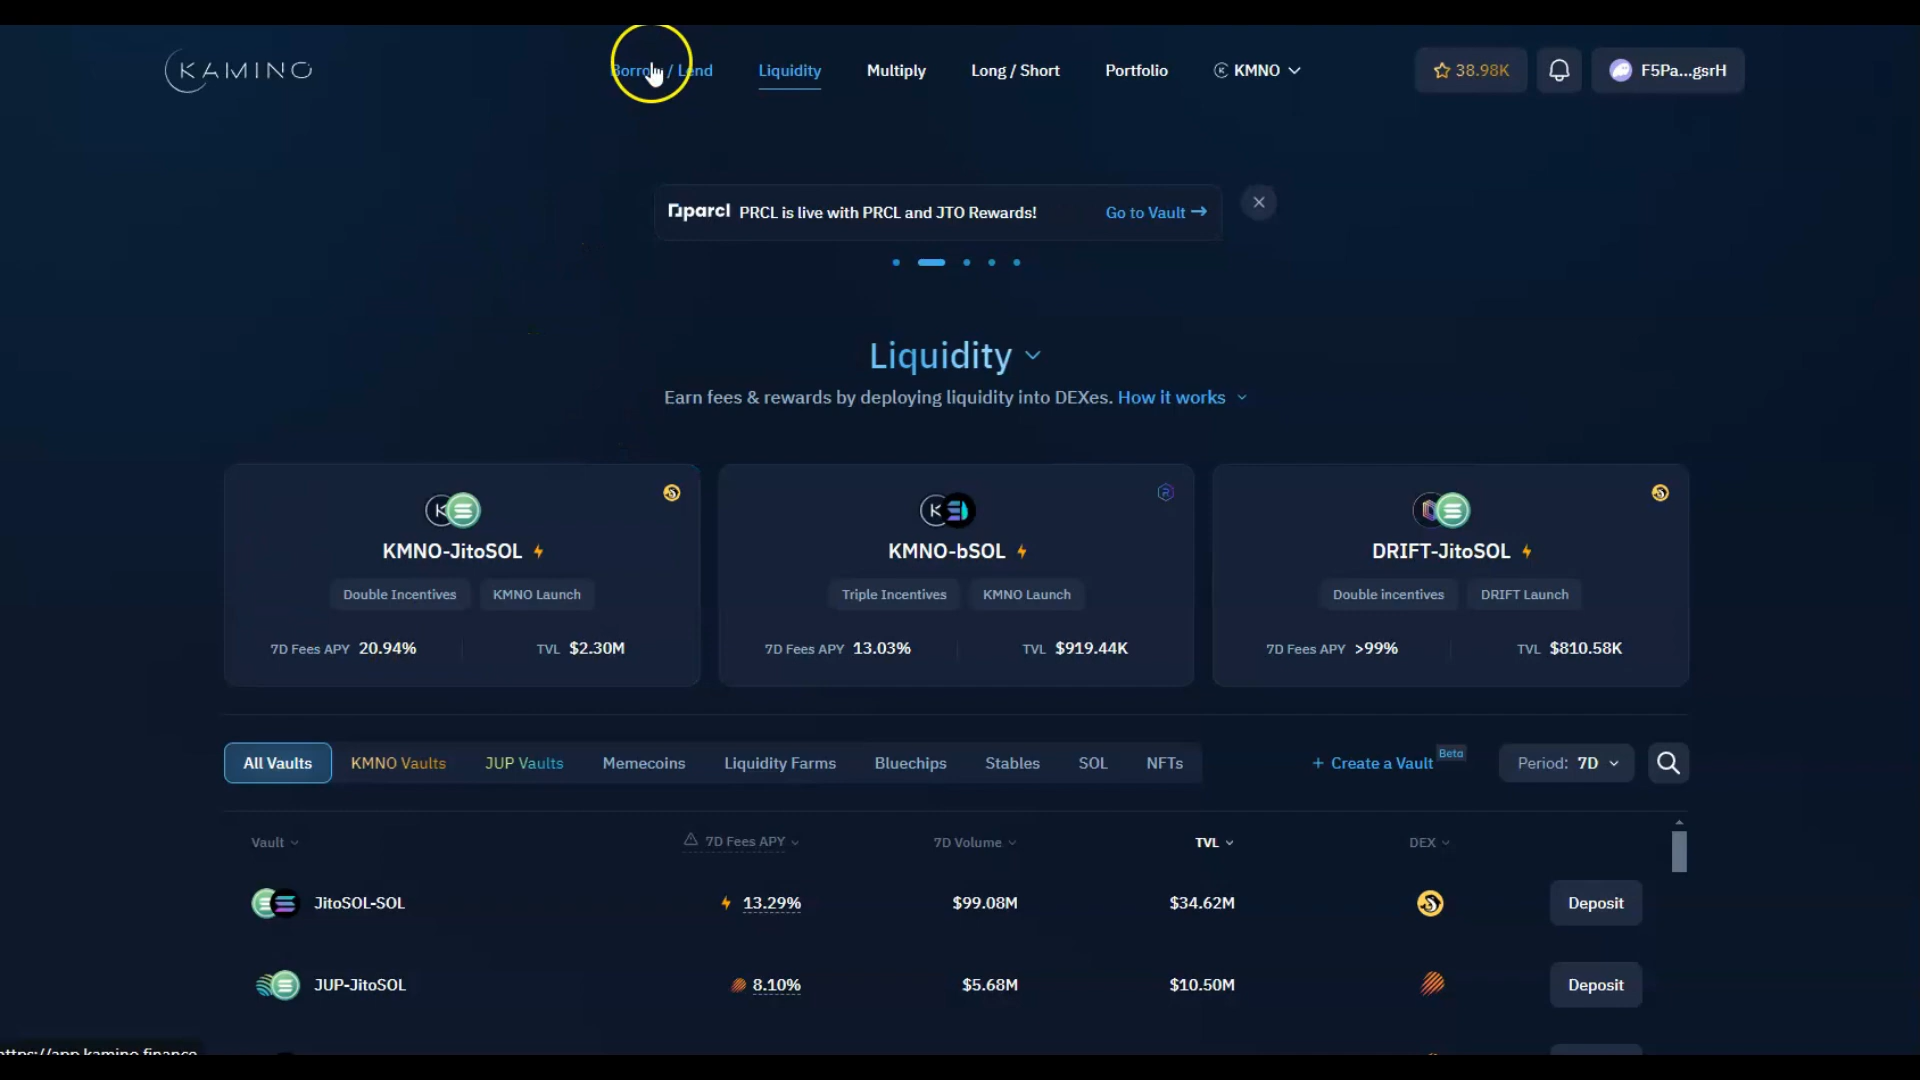 KAMINO
Borrow / Lend
Liquidity
Multiply
Long / Short
Portfolio
KMNO
38.98K
F5Pa...gsrH
parcl PRCL is live with PRCL and JTO Rewards! Go to Vault →
Liquidity
Earn fees & rewards by deploying liquidity into DEXes. How it works
KMNO-JitoSOL
Double Incentives KMNO Launch
7D Fees APY 20.94% TVL $2.30M
KMNO-bSOL
Triple Incentives KMNO Launch
7D Fees APY 13.03% TVL $919.44K
DRIFT-JitoSOL
Double incentives DRIFT Launch
7D Fees APY >99% TVL $810.58K
All Vaults KMNO Vaults JUP Vaults Memecoins Liquidity Farms Bluechips Stables SOL NFTs + Create a Vault Beta Period: 7D
Vault 7D Fees APY 7D Volume TVL DEX
JitoSOL-SOL 13.29% $99.08M $34.62M Deposit
JUP-JitoSOL 8.10% $5.68M $10.50M Deposit
https://app.kamino.finance